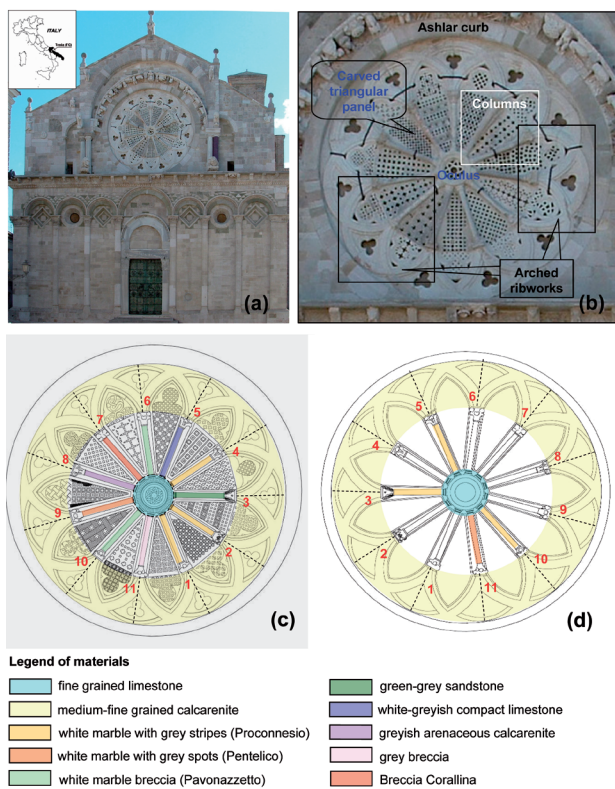 ITALY
Troia (FG)
(a)
Ashlar curb
Carved
triangular
panel
Columns
Oculus
Arched
ribworks
(b)
6
5
7
4
8
3
9
2
10
1
11
(c)
6
5
7
4
8
3
9
2
10
1
11
(d)
Legend of materials
fine grained limestone
medium-fine grained calcarenite
white marble with grey stripes (Proconnesio)
white marble with grey spots (Pentelico)
white marble breccia (Pavonazzetto)
green-grey sandstone
white-greyish compact limestone
greyish arenaceous calcarenite
grey breccia
Breccia Corallina